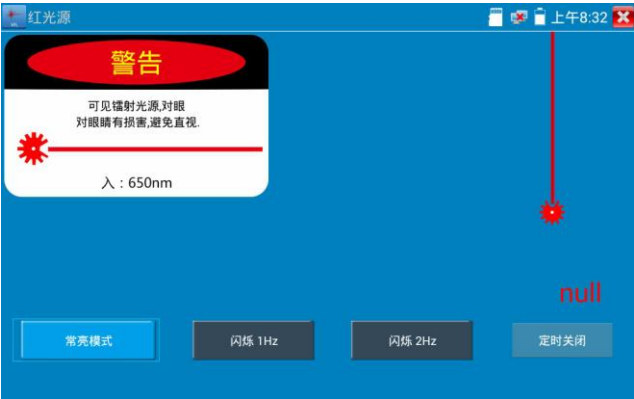 红光源
上午8:32
警告
可见镭射光源,对眼
对眼睛有损害,避免直视.
入：650nm
null
常亮模式
闪烁 1Hz
闪烁 2Hz
定时关闭